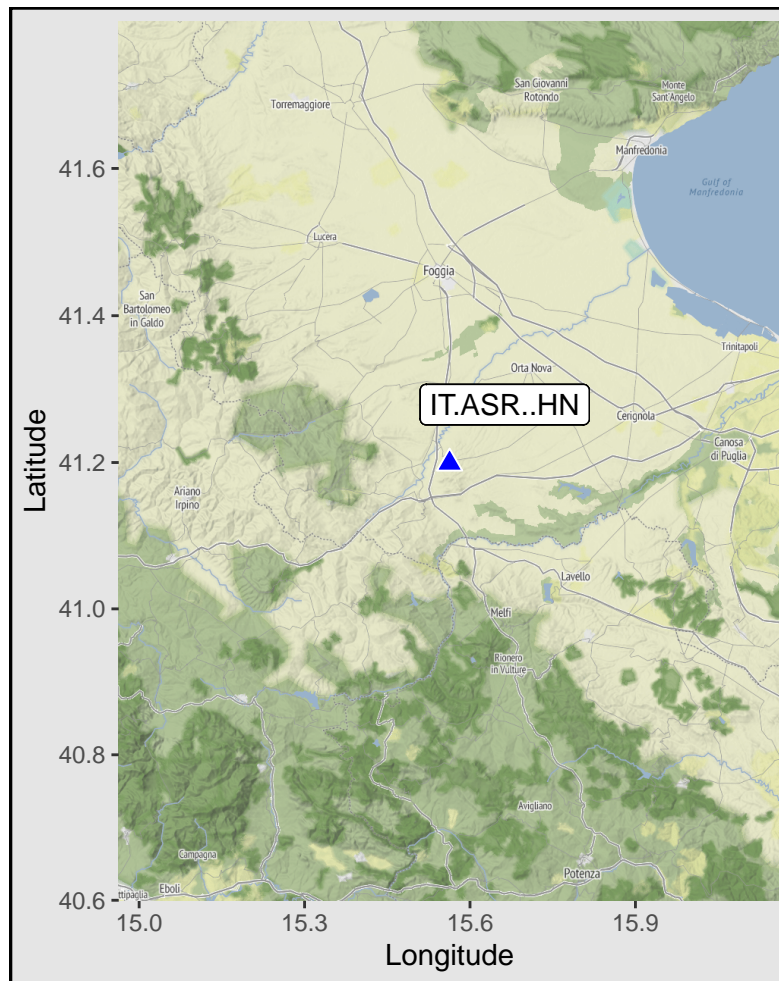 Torremaggiore
San Giovanni
Rotondo
Monte
Sant'Angelo
Manfredonia
41.6
Gulf of
Manfredonia
Lucera
Foggia
San
Bartolomeo
in Galdo
41.4
Trinitapoli
Orta Nova
IT.ASR..HN
Cerignola
Canosa
di Puglia
Latitude
41.2
Ariano
Irpino
Lavello
41.0
Melfi
Rionero
in Vulture
40.8
Avigliano
Campagna
Potenza
ttipaglia
Eboli
40.6
15.0
15.3
15.6
15.9
Longitude